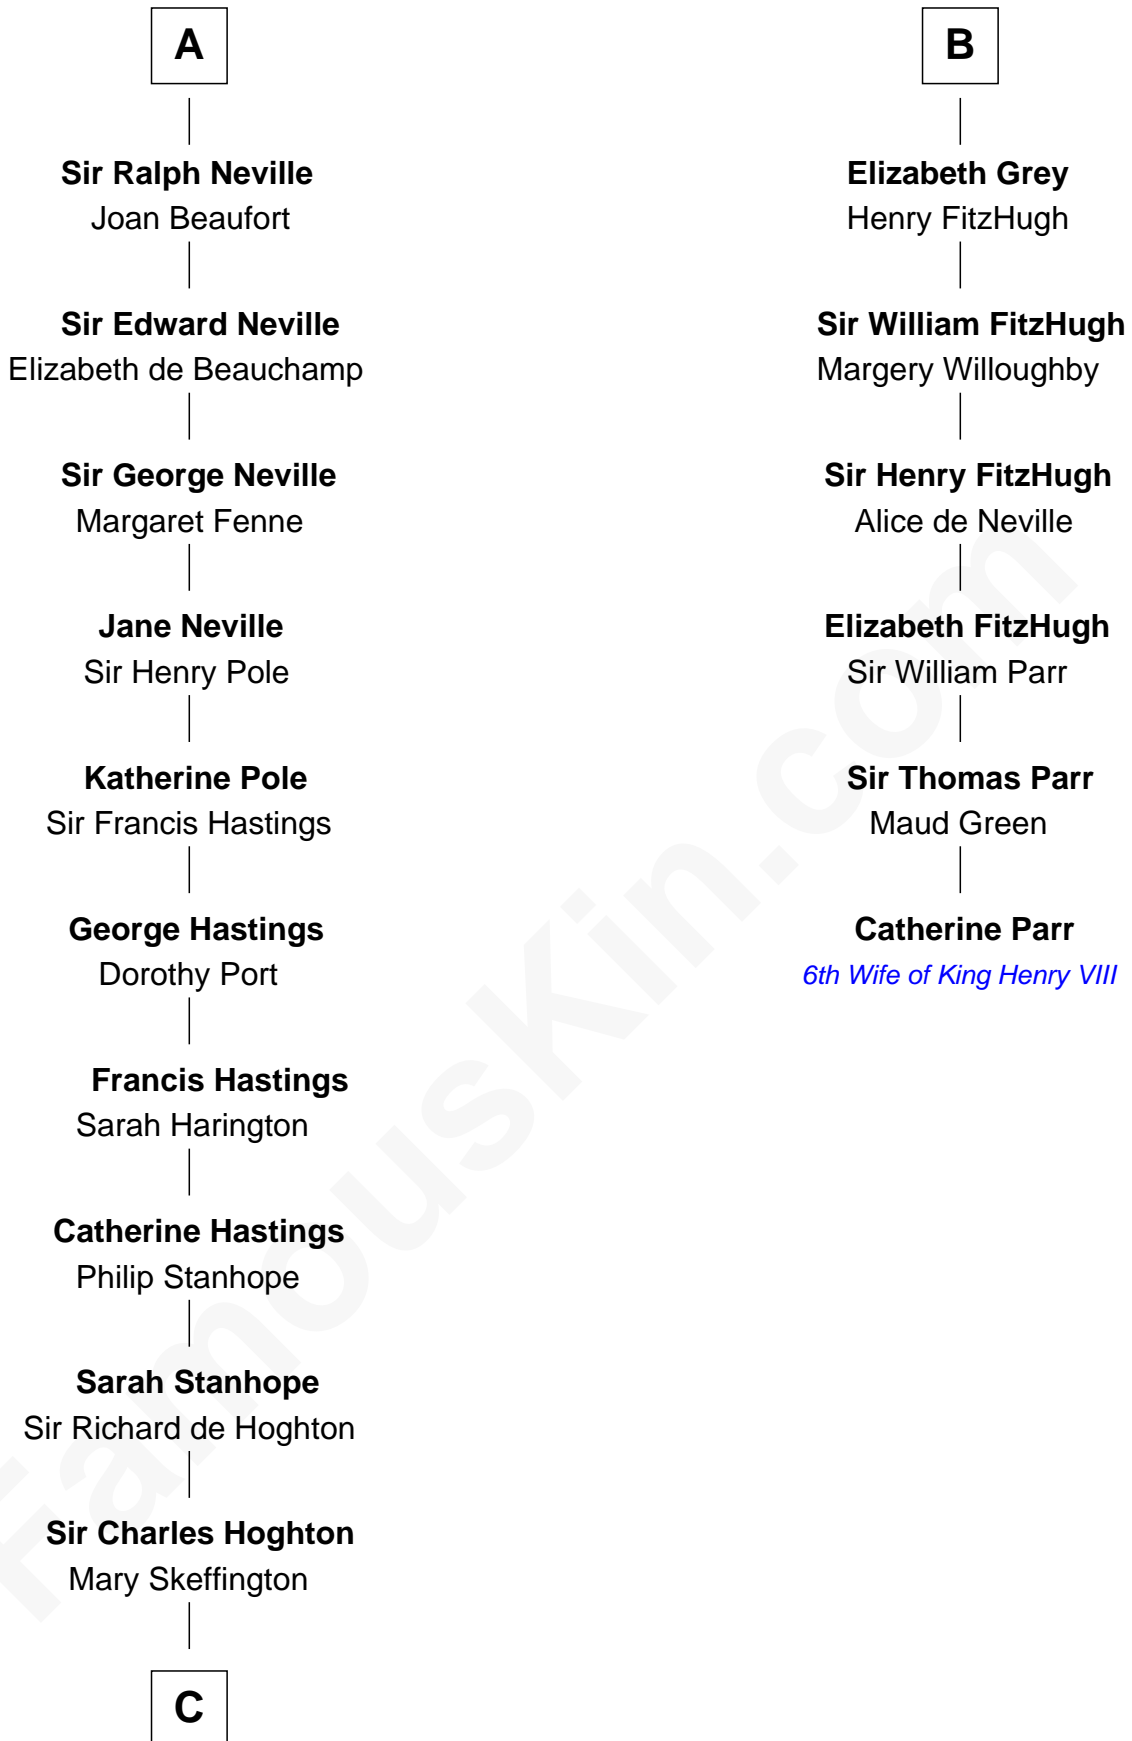 A
Sir Ralph Neville
Joan Beaufort
Sir Edward Neville
Elizabeth de Beauchamp
Sir George Neville
Margaret Fenne
Jane Neville
Sir Henry Pole
Katherine Pole
Sir Francis Hastings
George Hastings
Dorothy Port
Francis Hastings
Sarah Harington
Catherine Hastings
Philip Stanhope
Sarah Stanhope
Sir Richard de Hoghton
Sir Charles Hoghton
Mary Skeffington
C
B
Elizabeth Grey
Henry FitzHugh
Sir William FitzHugh
Margery Willoughby
Sir Henry FitzHugh
Alice de Neville
Elizabeth FitzHugh
Sir William Parr
Sir Thomas Parr
Maud Green
Catherine Parr
6th Wife of King Henry VIII
FamousKin.com